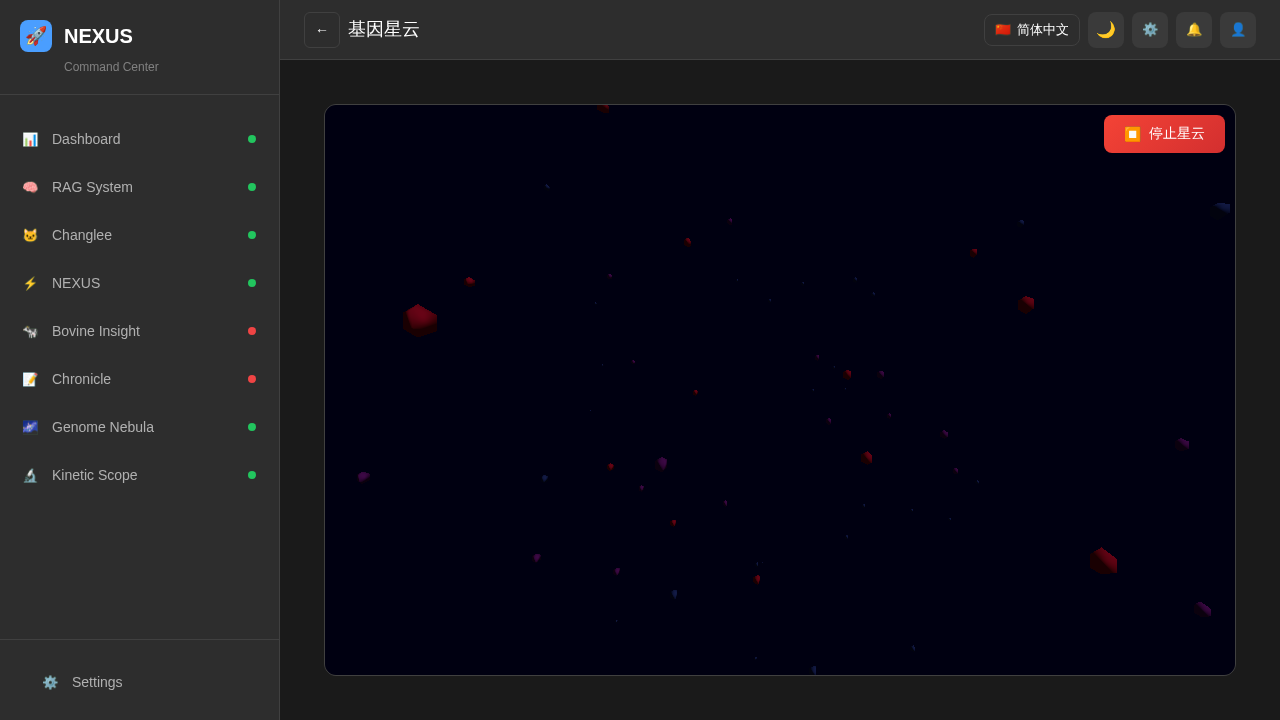 NEXUS
Command Center
Dashboard
RAG System
Changlee
NEXUS
Bovine Insight
Chronicle
Genome Nebula
Kinetic Scope
Settings
← 基因星云
🇨🇳 简体中文
停止星云